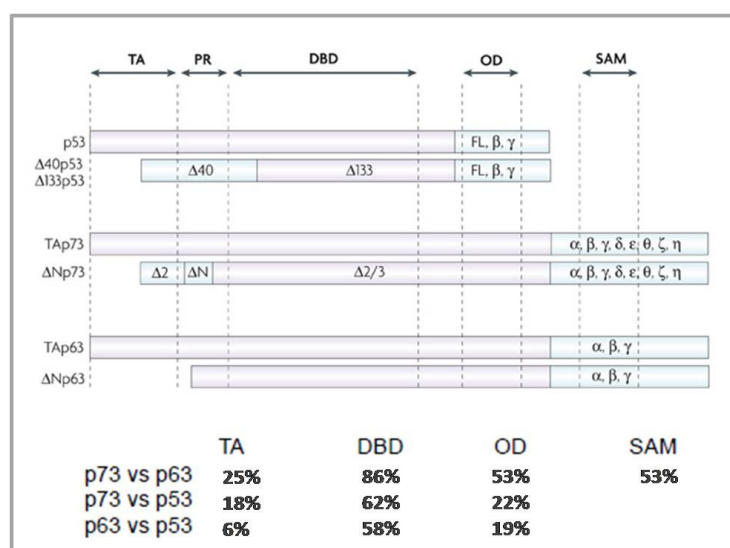 TA PR DBD OD SAM
p53 FL, β, γ
Δ40p53
Δ133p53 Δ40 Δ133 FL, β, γ
TAp73 α, β, γ, δ, ε, θ, ζ, η
ΔNp73 Δ2 ΔN Δ2/3 α, β, γ, δ, ε, θ, ζ, η
TAp63 α, β, γ
ΔNp63 α, β, γ
TA DBD OD SAM
p73 vs p63 25% 86% 53% 53%
p73 vs p53 18% 62% 22%
p63 vs p53 6% 58% 19%